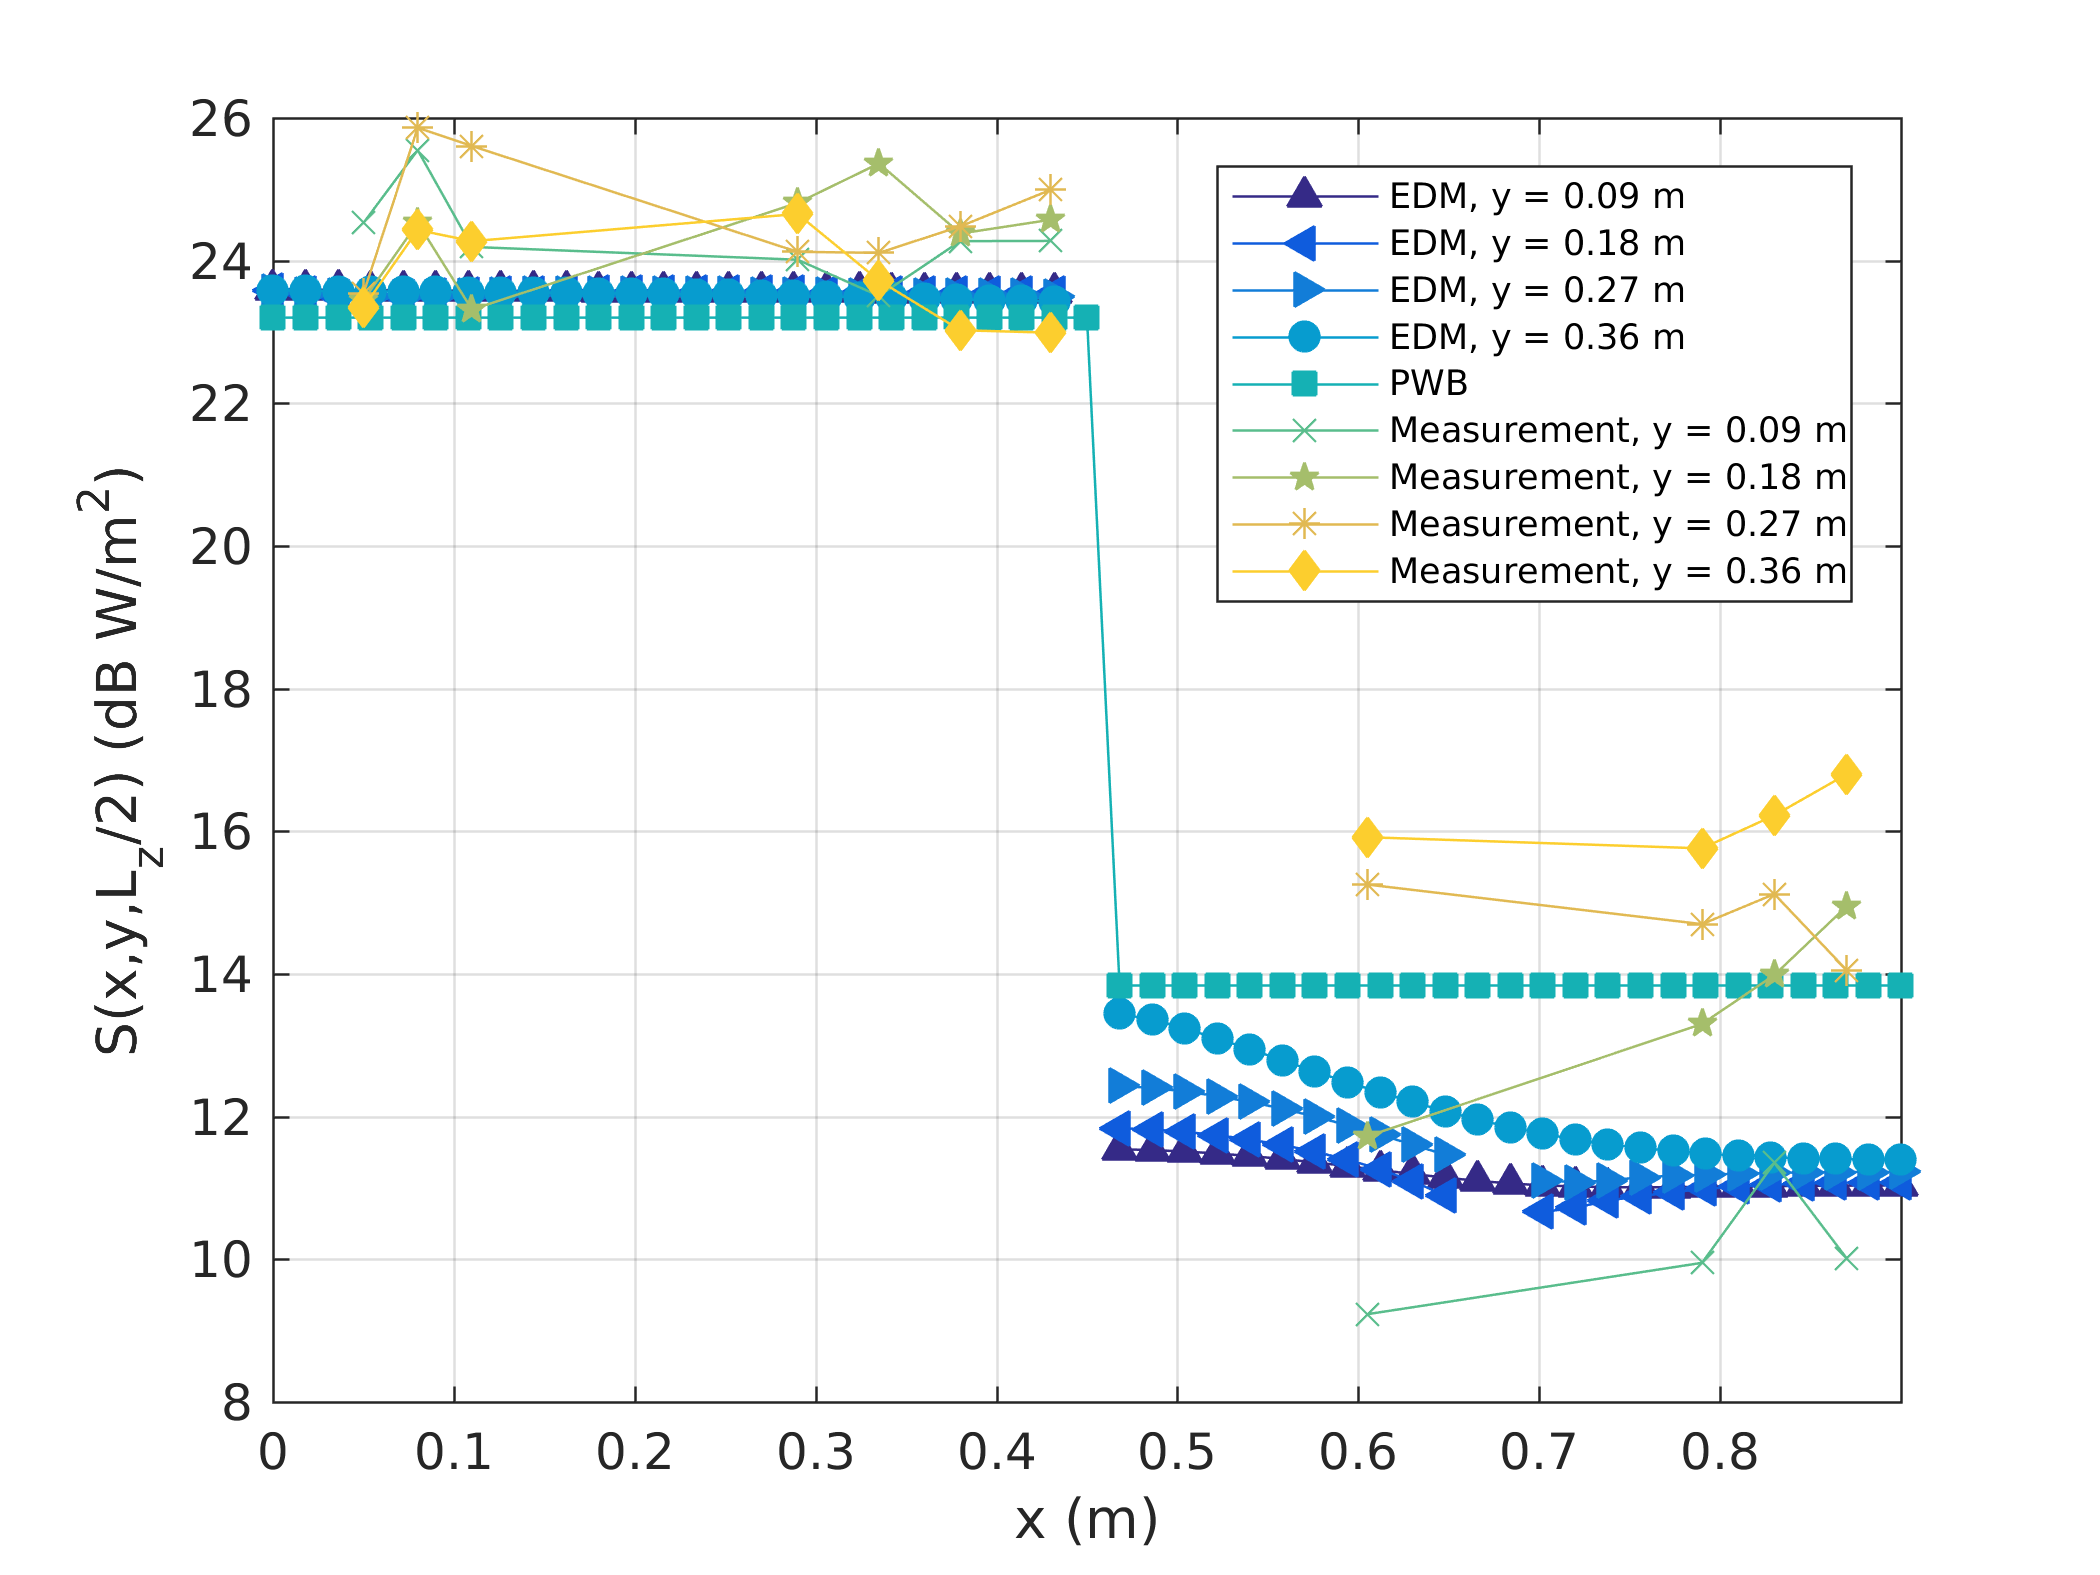 26
24
22
20
18
16
14
12
10
8
0 0.1 0.2 0.3 0.4 0.5 0.6 0.7 0.8
x (m)
S(x,y,L_z/2) (dB W/m^2)
EDM, y = 0.09 m
EDM, y = 0.18 m
EDM, y = 0.27 m
EDM, y = 0.36 m
PWB
Measurement, y = 0.09 m
Measurement, y = 0.18 m
Measurement, y = 0.27 m
Measurement, y = 0.36 m